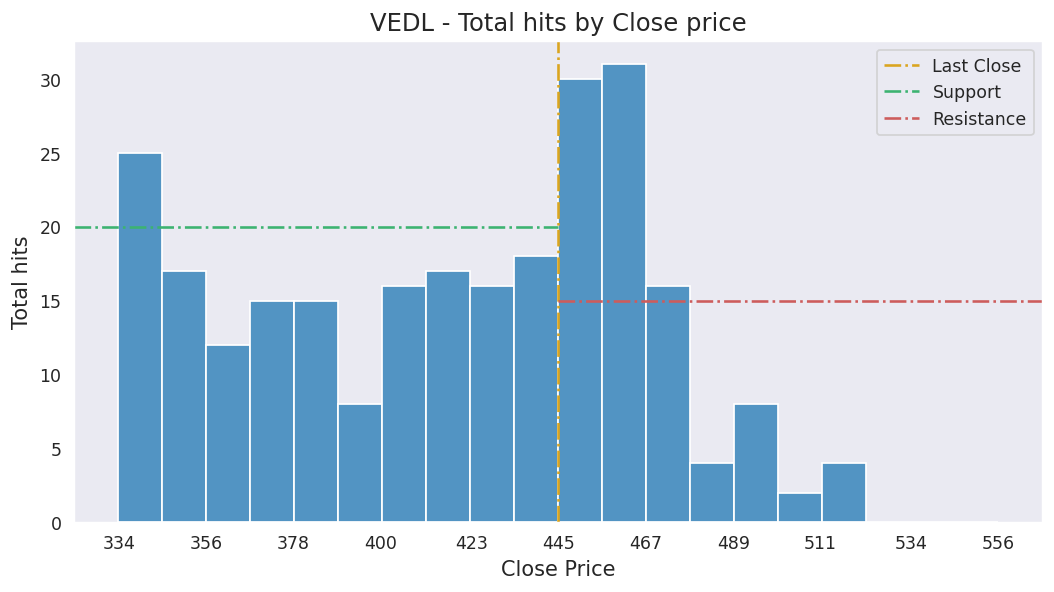 VEDL - Total hits by Close price
Last Close
Support
Resistance
Total hits
30
25
20
15
10
5
0
334 356 378 400 423 445 467 489 511 534 556
Close Price